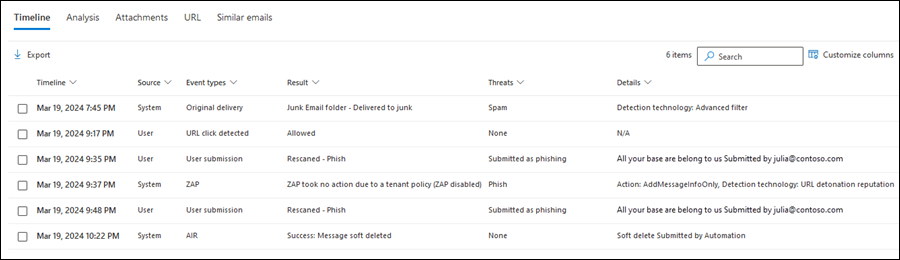 Timeline Analysis Attachments URL Similar emails
Export 6 items Search Customize columns
Timeline Source Event types Result Threats Details
Mar 19, 2024 7:45 PM System Original delivery Junk Email folder - Delivered to junk Spam Detection technology: Advanced filter
Mar 19, 2024 9:17 PM User URL click detected Allowed None N/A
Mar 19, 2024 9:35 PM User User submission Rescaned - Phish Submitted as phishing All your base are belong to us Submitted by julia@contoso.com
Mar 19, 2024 9:37 PM System ZAP ZAP took no action due to a tenant policy (ZAP disabled) Phish Action: AddMessageInfoOnly, Detection technology: URL detonation reputation
Mar 19, 2024 9:48 PM User User submission Rescaned - Phish Submitted as phishing All your base are belong to us Submitted by julia@contoso.com
Mar 19, 2024 10:22 PM System AIR Success: Message soft deleted None Soft delete Submitted by Automation